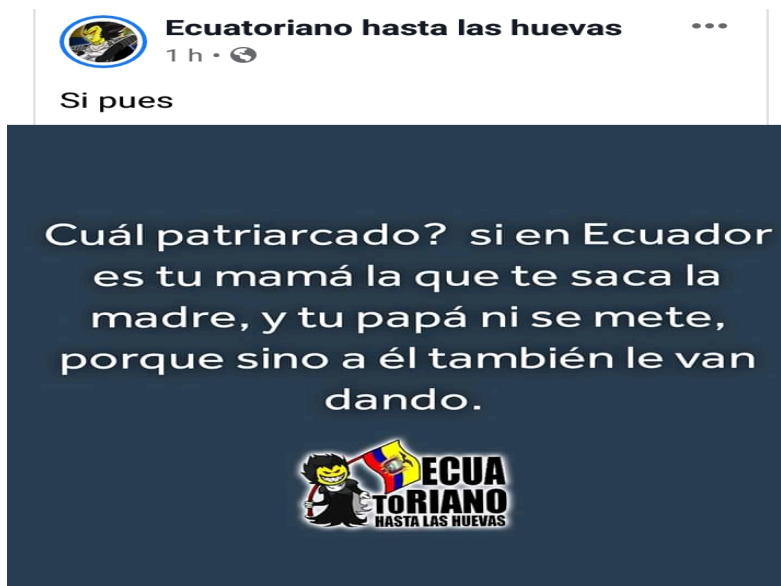 Ecuatoriano hasta las huevas
1 h
Si pues
Cuál patriarcado? si en Ecuador
es tu mamá la que te saca la
madre, y tu papá ni se mete,
porque sino a él también le van
dando.
ECUA
TORIANO
HASTA LAS HUEVAS